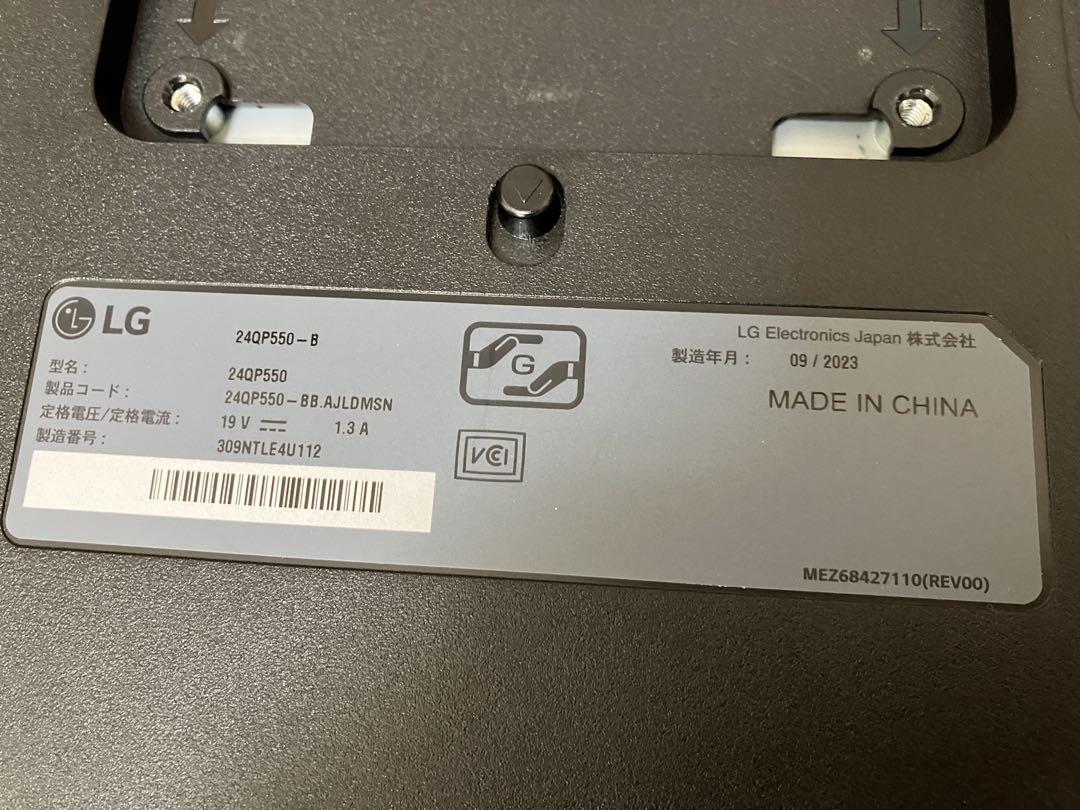 LG
24QP550-B
型名： 24QP550
製品コード： 24QP550-BB.AJLDMSN
定格電圧/定格電流： 19 V 1.3 A
製造番号： 309NTLE4U112
G
VCI
LG Electronics Japan 株式会社
製造年月： 09 / 2023
MADE IN CHINA
MEZ68427110(REV00)